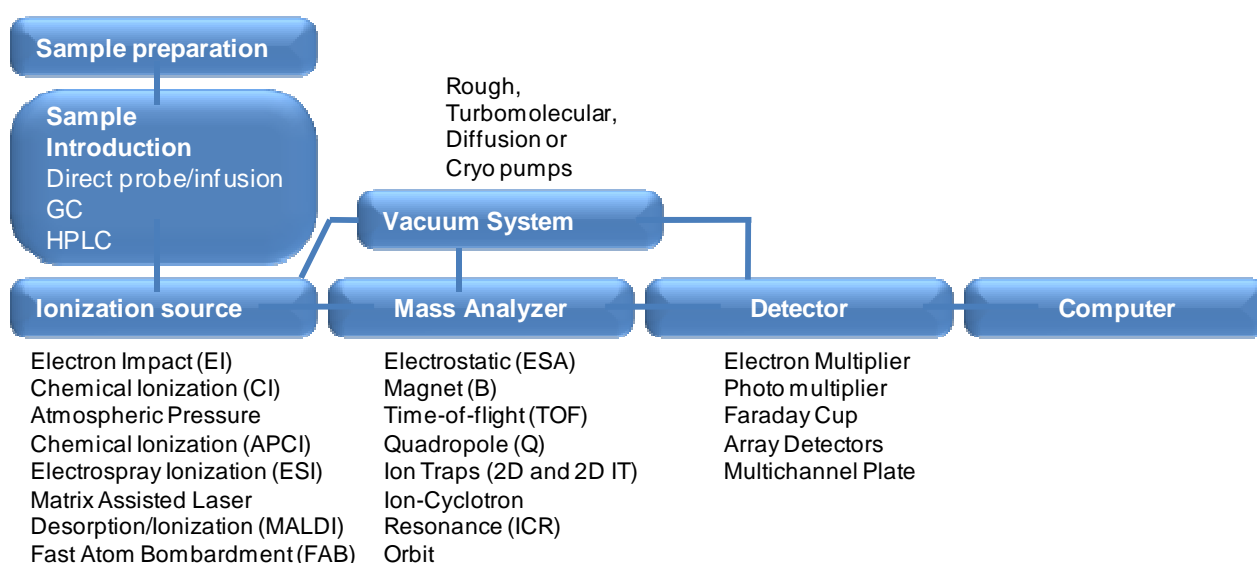 Sample preparation
Sample
Introduction
Direct probe/infusion
GC
HPLC
Rough,
Turbomolecular,
Diffusion or
Cryo pumps
Vacuum System
Ionization source
Mass Analyzer
Detector
Computer
Electron Impact (EI)
Chemical Ionization (CI)
Atmospheric Pressure
Chemical Ionization (APCI)
Electrospray Ionization (ESI)
Matrix Assisted Laser
Desorption/Ionization (MALDI)
Fast Atom Bombardment (FAB)
Electrostatic (ESA)
Magnet (B)
Time-of-flight (TOF)
Quadropole (Q)
Ion Traps (2D and 2D IT)
Ion-Cyclotron
Resonance (ICR)
Orbit
Electron Multiplier
Photo multiplier
Faraday Cup
Array Detectors
Multichannel Plate